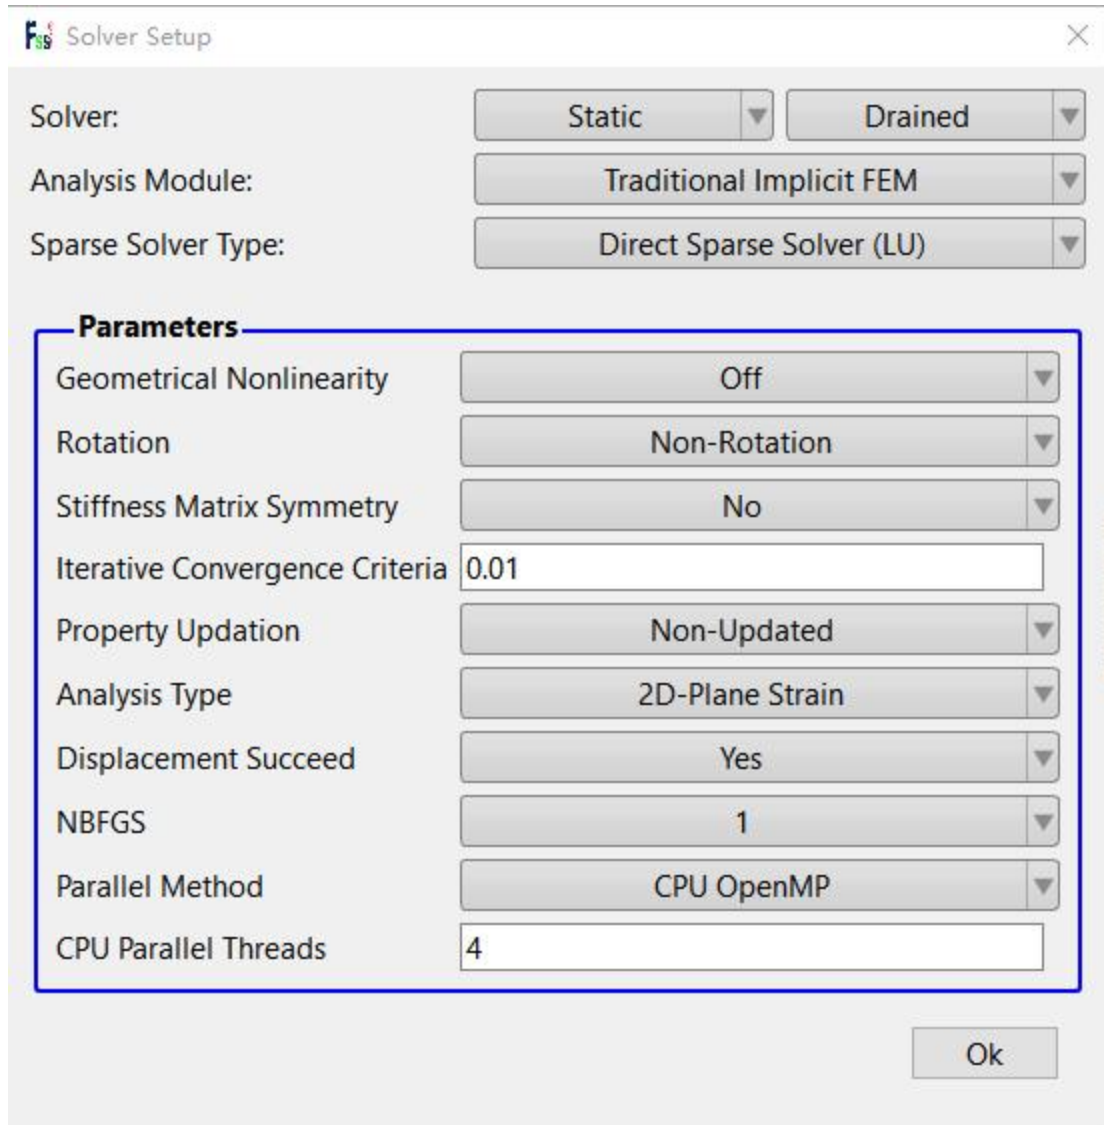 Fssi Solver Setup
Solver: Static Drained
Analysis Module: Traditional Implicit FEM
Sparse Solver Type: Direct Sparse Solver (LU)
Parameters
Geometrical Nonlinearity Off
Rotation Non-Rotation
Stiffness Matrix Symmetry No
Iterative Convergence Criteria 0.01
Property Updation Non-Updated
Analysis Type 2D-Plane Strain
Displacement Succeed Yes
NBFGS 1
Parallel Method CPU OpenMP
CPU Parallel Threads 4
Ok